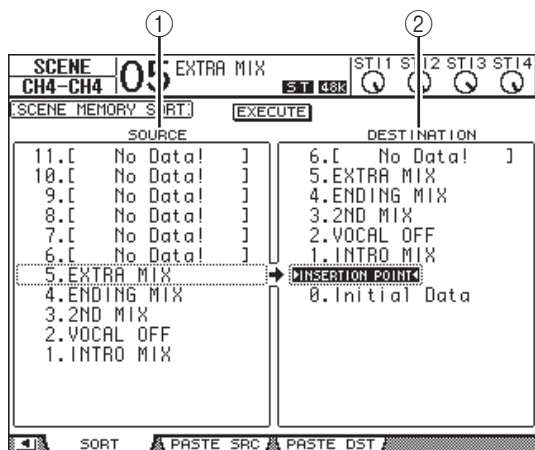 ① ②
SCENE
CH4-CH4
05 EXTRA MIX
ST 48K
STI1 STI2 STI3 STI4
SCENE MEMORY SORT
EXECUTE
SOURCE
11.[ No Data! ]
10.[ No Data! ]
9.[ No Data! ]
8.[ No Data! ]
7.[ No Data! ]
6.[ No Data! ]
5.EXTRA MIX
4.ENDING MIX
3.2ND MIX
2.VOCAL OFF
1.INTRO MIX
DESTINATION
6.[ No Data! ]
5.EXTRA MIX
4.ENDING MIX
3.2ND MIX
2.VOCAL OFF
1.INTRO MIX
INSERTION POINT
0.Initial Data
SORT PASTE SRC PASTE DST